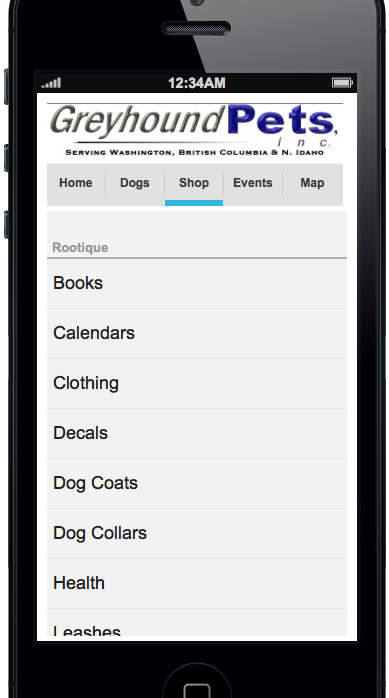 12:34AM
GreyhoundPets,
inc.
SERVING WASHINGTON, BRITISH COLUMBIA & N. IDAHO
Home Dogs Shop Events Map
Rootique
Books
Calendars
Clothing
Decals
Dog Coats
Dog Collars
Health
Leashes